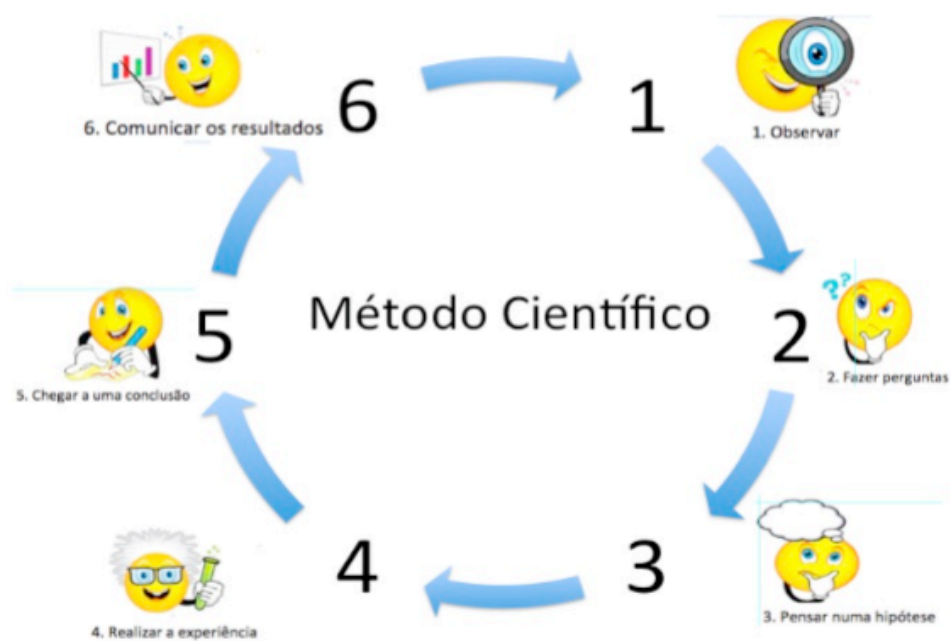 Método Científico
1
1. Observar
2
??
2. Fazer perguntas
3
3. Pensar numa hipótese
4
4. Realizar a experiência
5
5. Chegar a uma conclusão
6
6. Comunicar os resultados